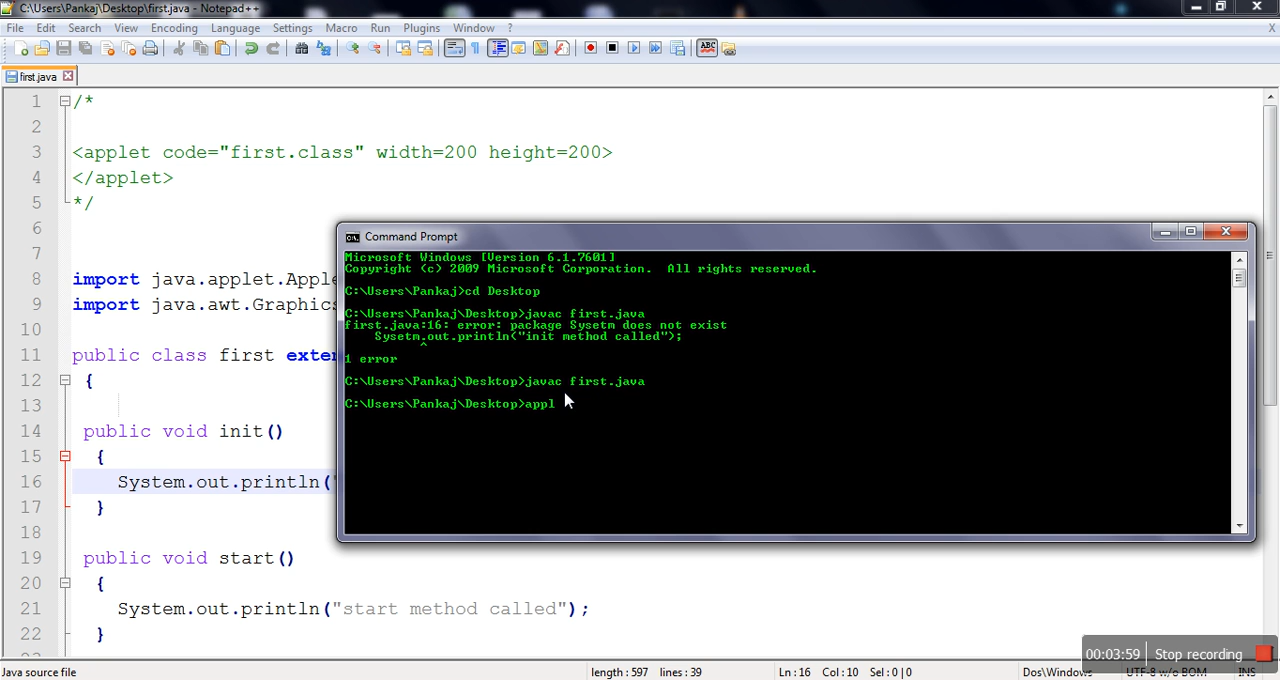 C:\Users\Pankaj\Desktop\first.java - Notepad++
File Edit Search View Encoding Language Settings Macro Run Plugins Window ? X
first.java
1 /*
2
3 <applet code="first.class" width=200 height=200>
4 </applet>
5 */
6
7
8 import java.applet.Apple
9 import java.awt.Graphics
10
11 public class first exte
12 {
13
14 public void init()
15 {
16 System.out.println(
17 }
18
19 public void start()
20 {
21 System.out.println("start method called");
22 }
Command Prompt
Microsoft Windows [Version 6.1.7601]
Copyright (c) 2009 Microsoft Corporation. All rights reserved.
C:\Users\Pankaj>cd Desktop
C:\Users\Pankaj\Desktop>javac first.java
first.java:16: error: package Sysetm does not exist
Sysetm.out.println("init method called");
^
1 error
C:\Users\Pankaj\Desktop>javac first.java
C:\Users\Pankaj\Desktop>appl
00:03:59 Stop recording
Java source file length : 597 lines : 39 Ln : 16 Col : 10 Sel : 0 | 0 Dos\Windows UTF-8 w/o BOM INS